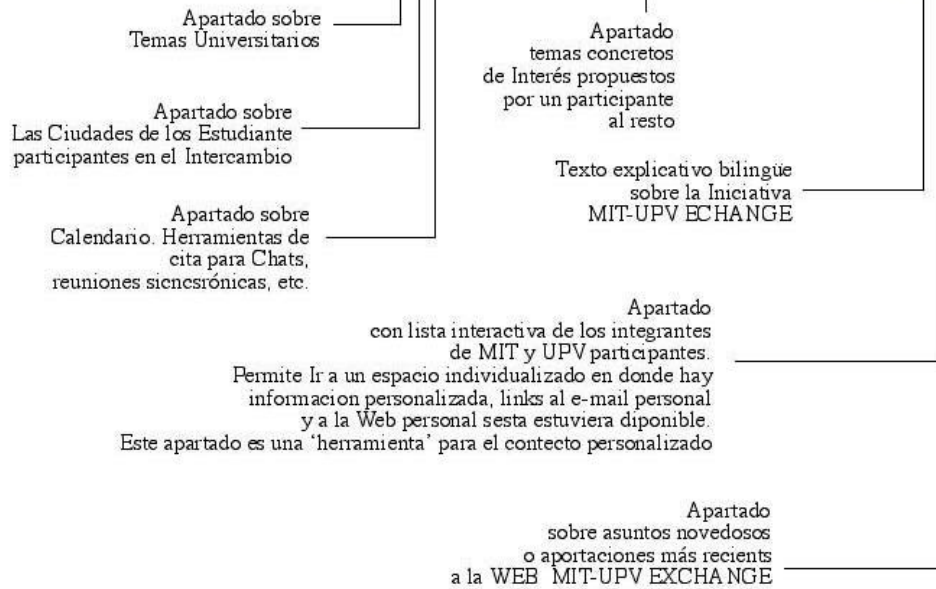 Apartado sobre
Temas Universitarios
Apartado
temas concretos
de Interés propuestos
por un participante
al resto
Apartado sobre
Las Ciudades de los Estudiante
participantes en el Intercambio
Texto explicativo bilingüe
sobre la Iniciativa
MIT-UPV ECHANGE
Apartado sobre
Calendario. Herramientas de
cita para Chats,
reuniones sicncsrónicas, etc.
Apartado
con lista interactiva de los integrantes
de MIT y UPV participantes.
Permite Ir a un espacio individualizado en donde hay
informacion personalizada, links al e-mail personal
y a la Web personal sesta estuviera diponible.
Este apartado es una ‘herramienta’ para el contecto personalizado
Apartado
sobre asuntos novedosos
o aportaciones más recients
a la WEB MIT-UPV EXCHANGE